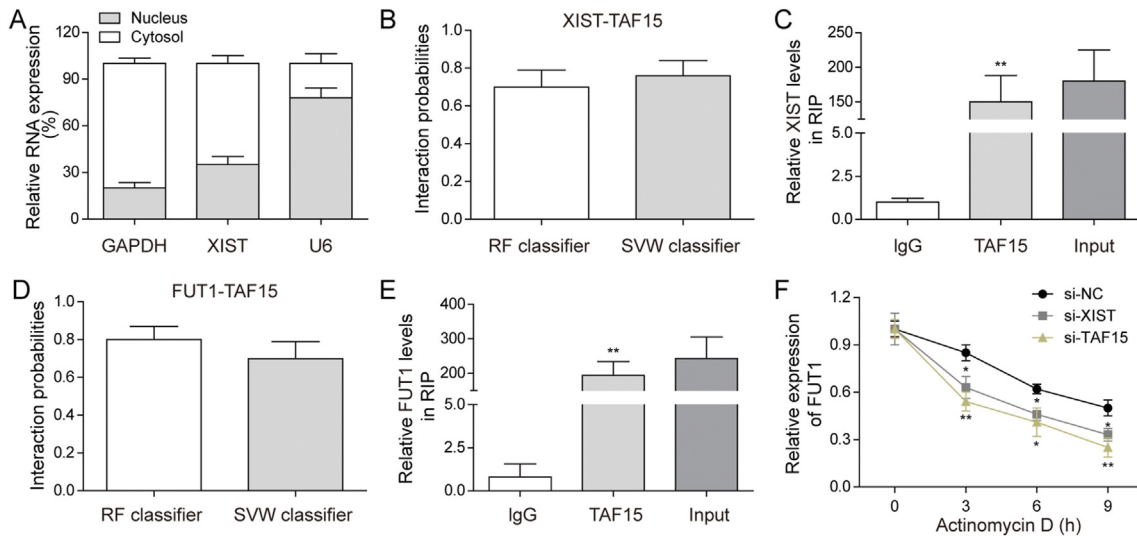 A
Nucleus
Cytosol
Relative RNA expression
(%)
120
90
60
30
0
GAPDH
XIST
U6
B
XIST-TAF15
Interaction probabilities
1.0
0.8
0.6
0.4
0.2
0.0
RF classifier
SVW classifier
C
Relative XIST levels
in RIP
250
200
150
100
5.0
2.5
0.0
**
IgG
TAF15
Input
D
FUT1-TAF15
Interaction probabilities
1.0
0.8
0.6
0.4
0.2
0.0
RF classifier
SVW classifier
E
Relative FUT1 levels
in RIP
400
300
200
100
5.0
2.5
0.0
**
IgG
TAF15
Input
F
si-NC
si-XIST
si-TAF15
Relative expression
of FUT1
1.2
0.9
0.6
0.3
0.0
*
**
*
*
*
**
0
3
6
9
Actinomycin D (h)